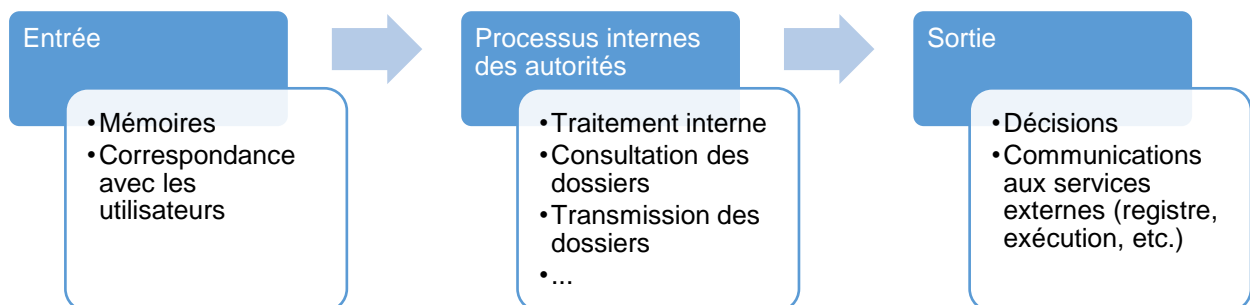 Entrée
•Mémoires
•Correspondance
avec les
utilisateurs
Processus internes
des autorités
•Traitement interne
•Consultation des
dossiers
•Transmission des
dossiers
•...
Sortie
•Décisions
•Communications
aux services
externes (registre,
exécution, etc.)